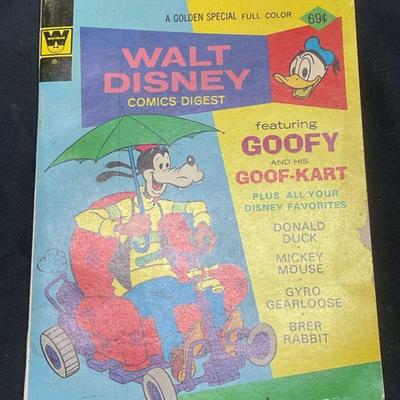 A GOLDEN SPECIAL FULL COLOR 69¢
W
®
WALT
DISNEY
COMICS DIGEST
featuring
GOOFY
AND HIS
GOOF-KART
PLUS ALL YOUR
DISNEY FAVORITES
DONALD
DUCK
•
MICKEY
MOUSE
•
GYRO
GEARLOOSE
•
BRER
RABBIT